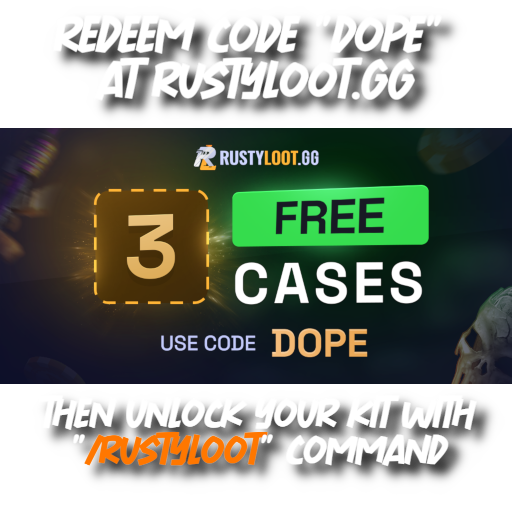 REDEEM CODE "DOPE"
AT RUSTYLOOT.GG
RUSTYLOOT.GG
3
FREE
CASES
USE CODE DOPE
THEN UNLOCK YOUR KIT WITH
"/RUSTYLOOT" COMMAND